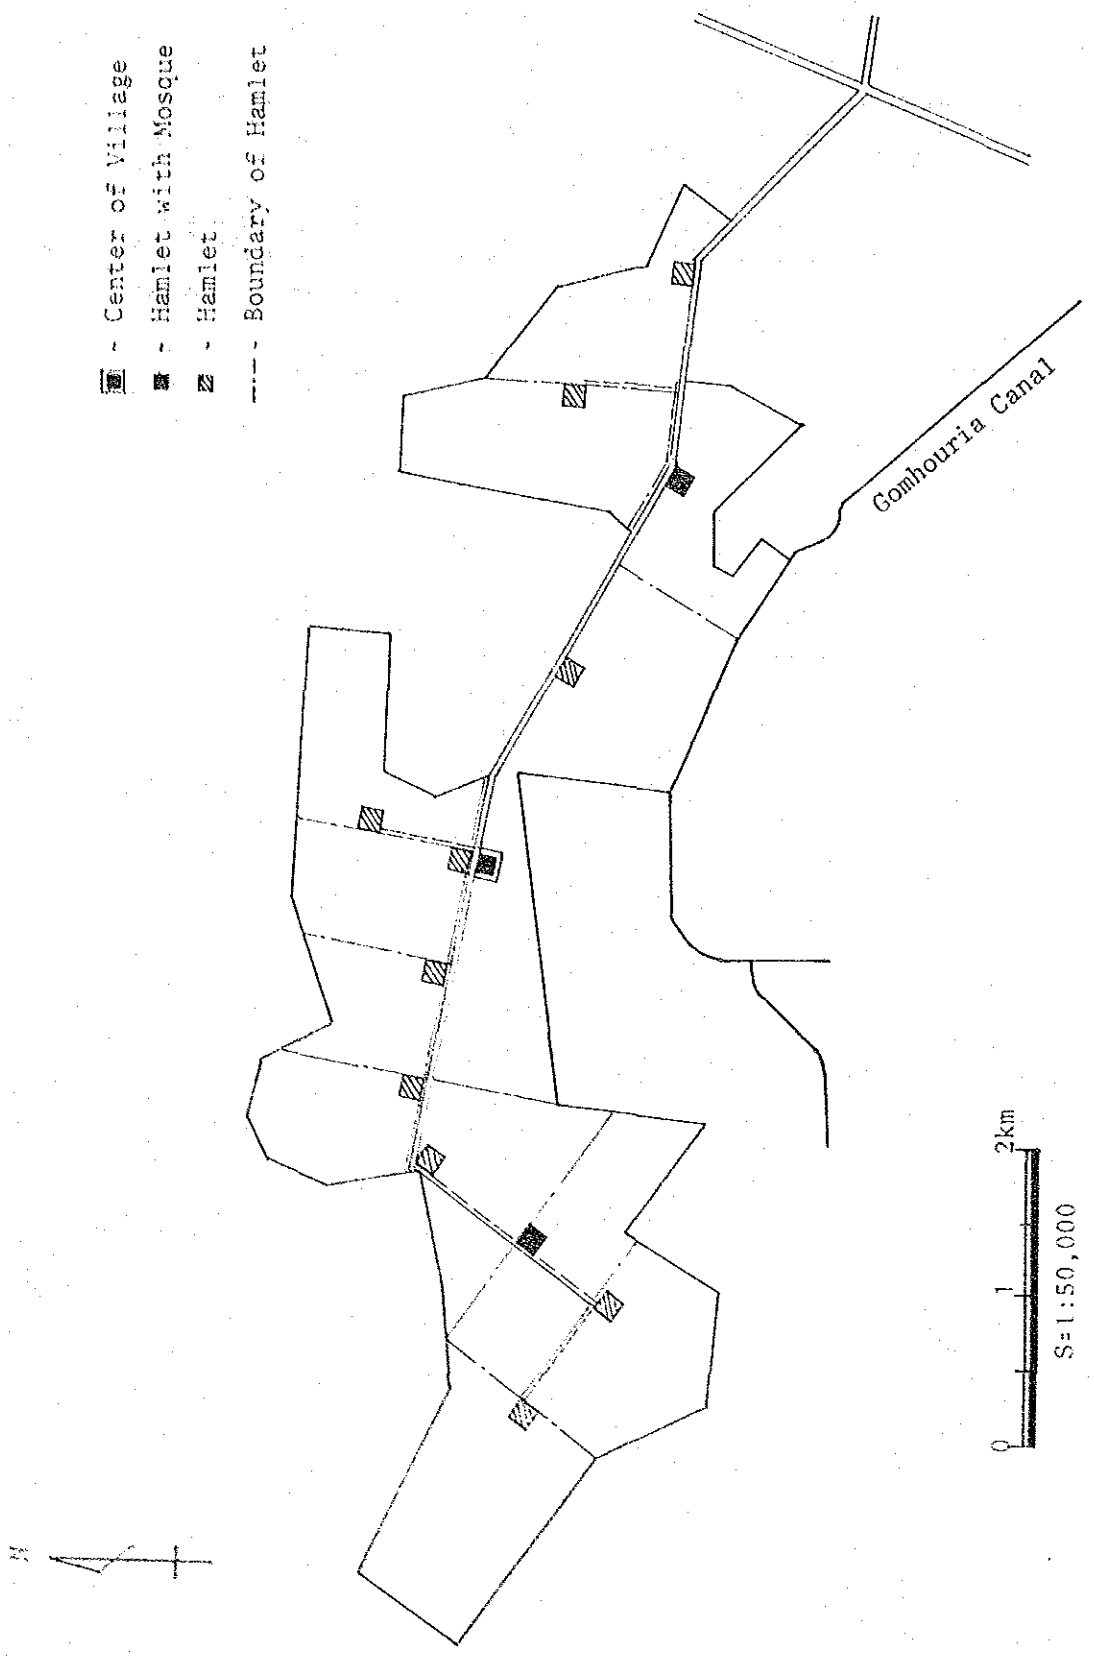 - Center of Village
- Hamlet with Mosque
- Hamlet
- Boundary of Hamlet
Gomhouria Canal
N
0 1 2km
S=1:50,000